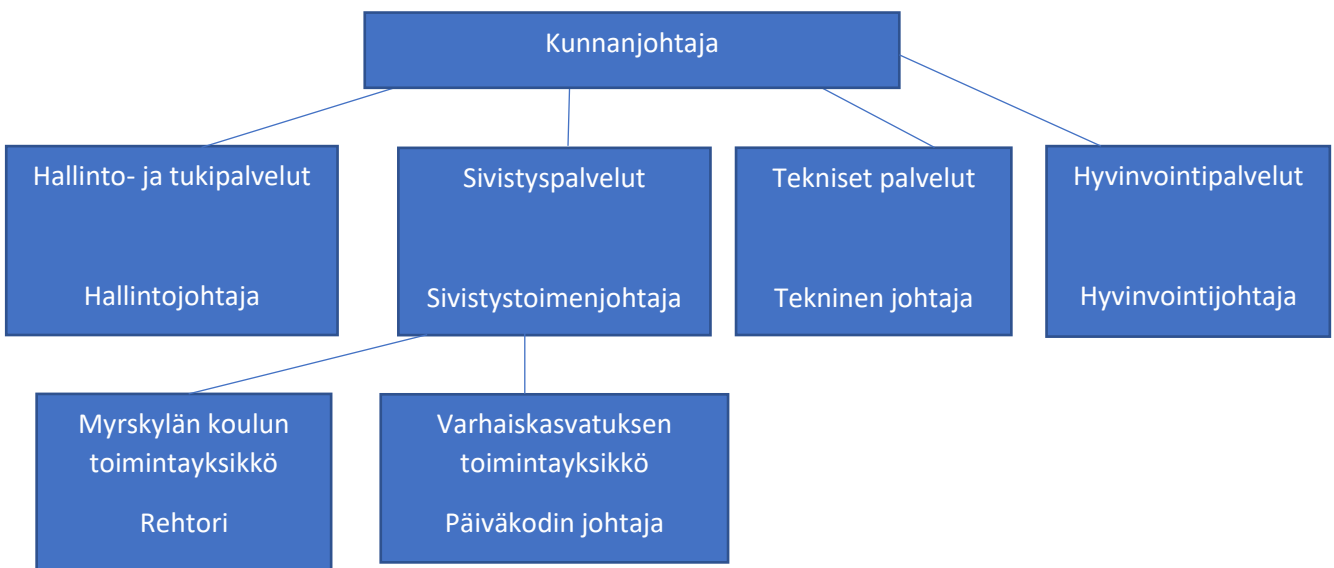 Kunnanjohtaja
Hallinto- ja tukipalvelut
Hallintojohtaja
Sivistyspalvelut
Sivistystoimenjohtaja
Tekniset palvelut
Tekninen johtaja
Hyvinvointipalvelut
Hyvinvointijohtaja
Myrskylän koulun
toimintayksikkö
Rehtori
Varhaiskasvatuksen
toimintayksikkö
Päiväkodin johtaja